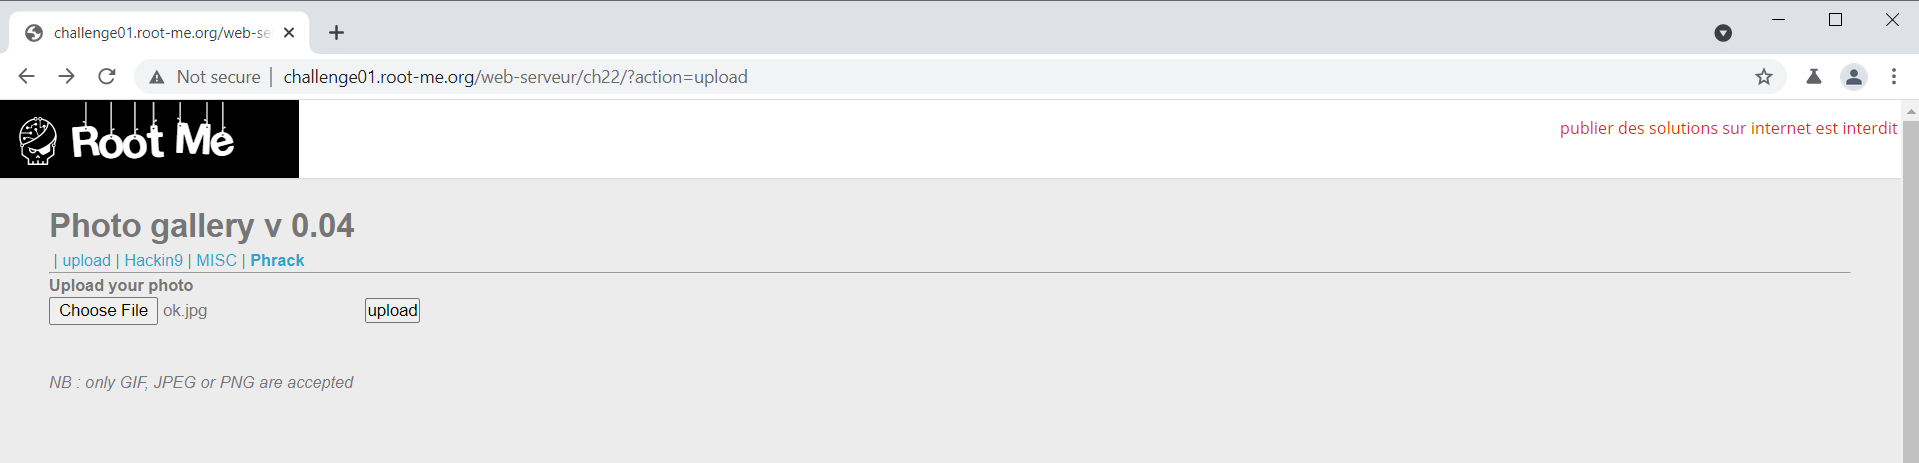 challenge01.root-me.org/web-se
Not secure | challenge01.root-me.org/web-serveur/ch22/?action=upload
Root Me
publier des solutions sur internet est interdit
Photo gallery v 0.04
| upload | Hackin9 | MISC | Phrack
Upload your photo
Choose File ok.jpg upload
NB : only GIF, JPEG or PNG are accepted